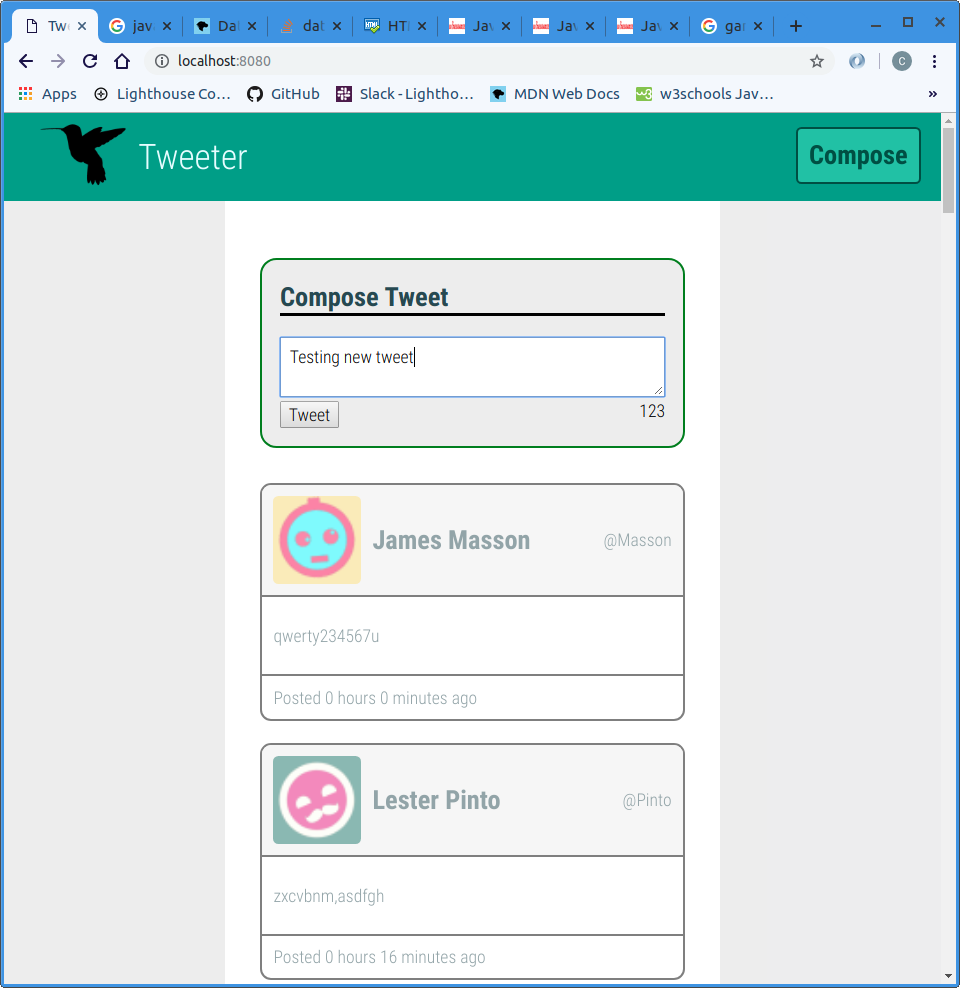 Tw
jav
Da
dat
HT
Jav
Jav
Jav
gar
localhost:8080
C
Apps
Lighthouse Co...
GitHub
Slack - Lightho...
MDN Web Docs
w3schools Jav...
»
Tweeter
Compose
Compose Tweet
Testing new tweet
Tweet
123
James Masson
@Masson
qwerty234567u
Posted 0 hours 0 minutes ago
Lester Pinto
@Pinto
zxcvbnm,asdfgh
Posted 0 hours 16 minutes ago